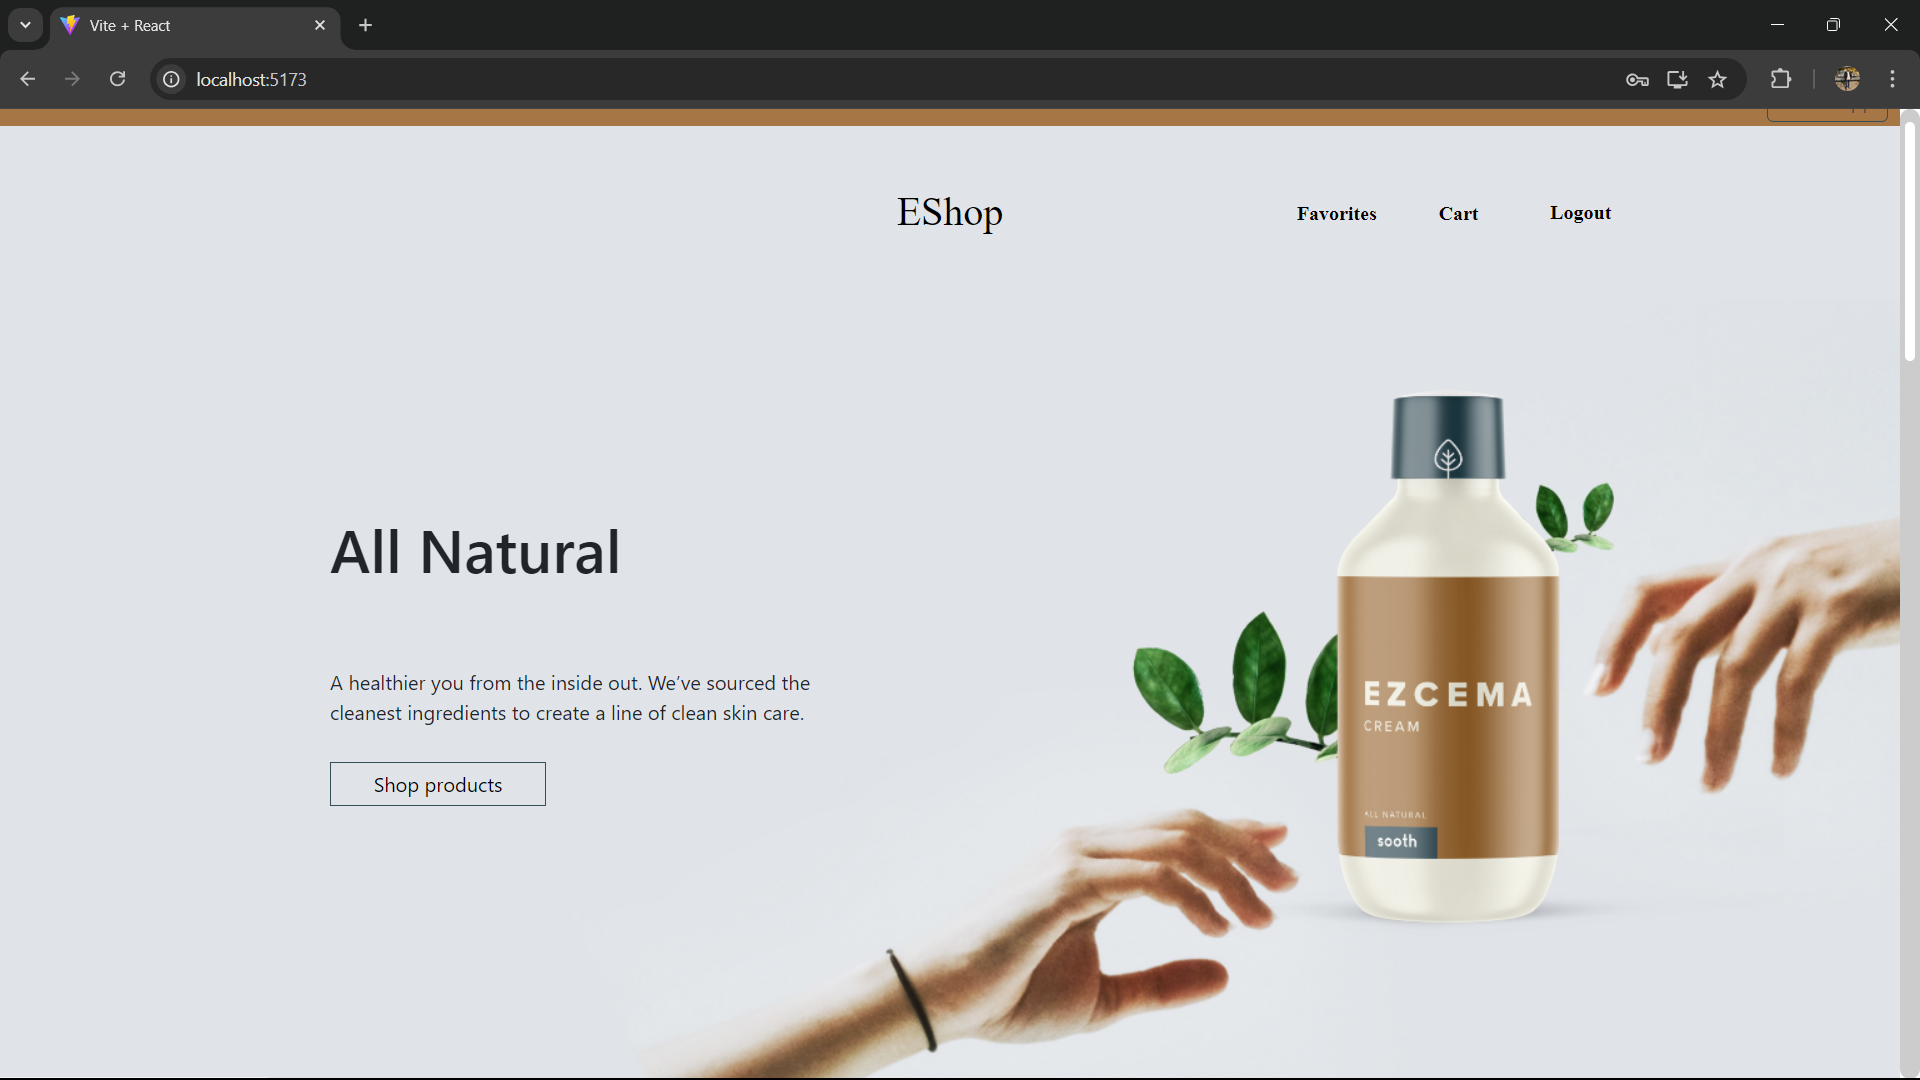 Vite + React
localhost:5173
EShop
Favorites
Cart
Logout
All Natural
A healthier you from the inside out. We’ve sourced the
cleanest ingredients to create a line of clean skin care.
Shop products
EZCEMA
CREAM
ALL NATURAL
sooth